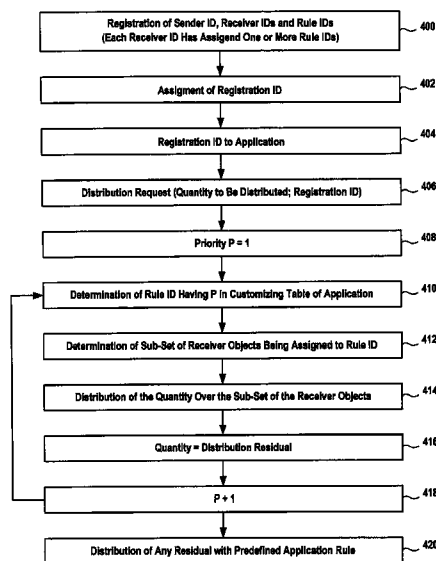 Registration of Sender ID, Receiver IDs and Rule IDs
(Each Receiver ID Has Assigend One or More Rule IDs)
400
Assigment of Registration ID
402
Registration ID to Application
404
Distribution Request (Quantity to Be Distributed; Registration ID)
406
Priority P = 1
408
Determination of Rule ID Having P in Customizing Table of Application
410
Determination of Sub-Set of Receiver Objects Being Assigned to Rule ID
412
Distribution of the Quantity Over the Sub-Set of the Receiver Objects
414
Quantity = Distribution Residual
416
P + 1
418
Distribution of Any Residual with Predefined Application Rule
420